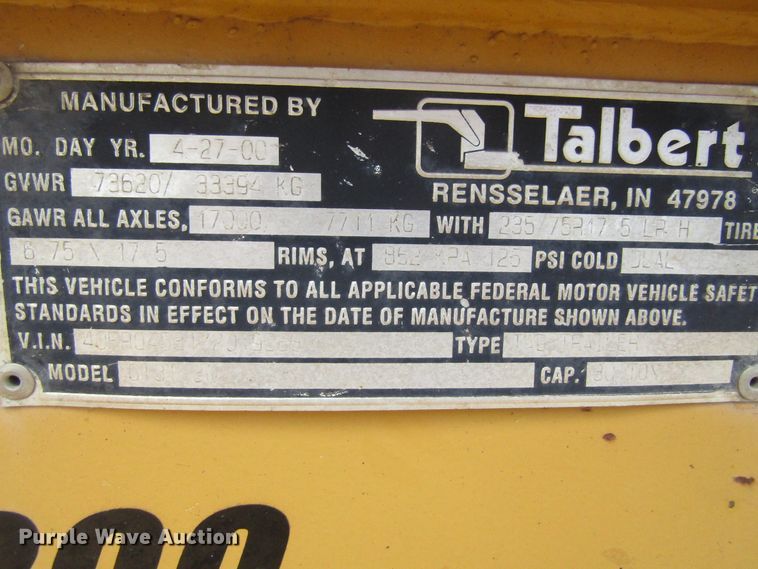 MANUFACTURED BY Talbert
MO. DAY YR. 4-27-00
RENSSELAER, IN 47978
GVWR 73620/ 33394 KG
GAWR ALL AXLES, 7711 KG WITH 235/75R17.5 LR H TIRE
6.75 X 17.5 RIMS, AT 862 KPA 125 PSI COLD DUAL
THIS VEHICLE CONFORMS TO ALL APPLICABLE FEDERAL MOTOR VEHICLE SAFET
STANDARDS IN EFFECT ON THE DATE OF MANUFACTURE SHOWN ABOVE.
V.I.N. TYPE
MODEL CAP.
Purple Wave Auction